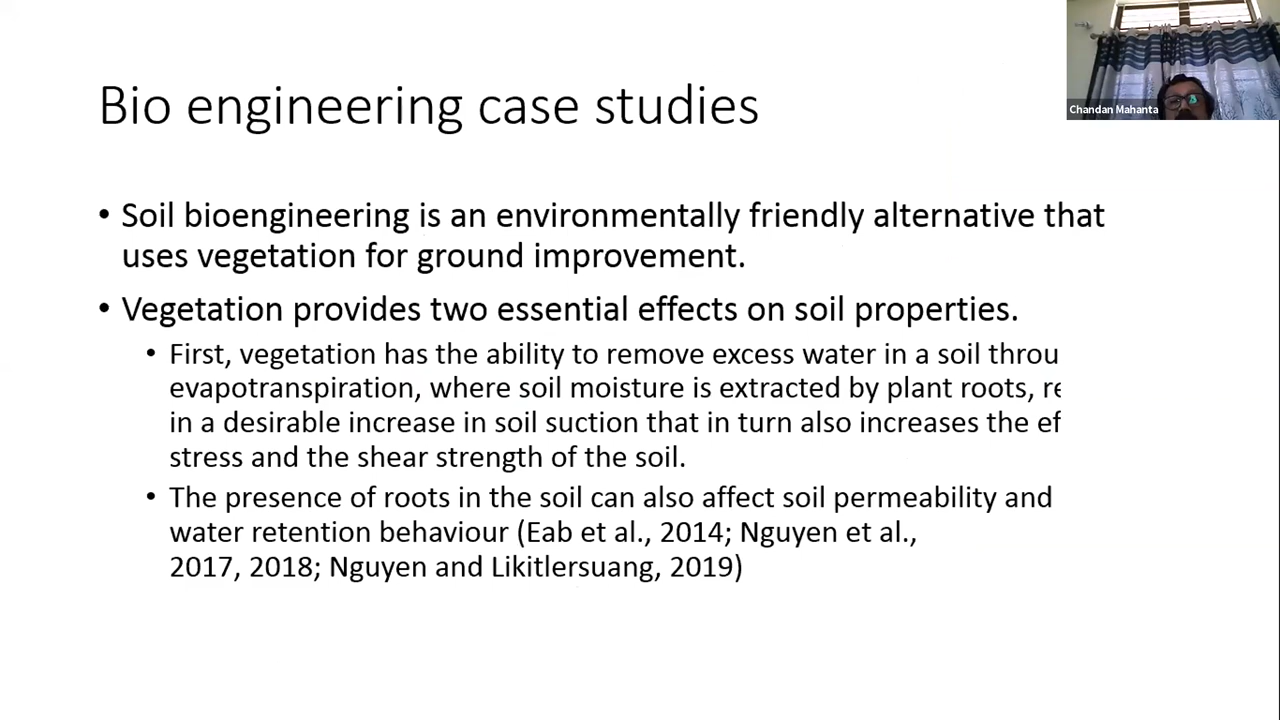 Chandan Mahanta
Bio engineering case studies
• Soil bioengineering is an environmentally friendly alternative that
uses vegetation for ground improvement.
• Vegetation provides two essential effects on soil properties.
• First, vegetation has the ability to remove excess water in a soil throu
evapotranspiration, where soil moisture is extracted by plant roots, re
in a desirable increase in soil suction that in turn also increases the ef
stress and the shear strength of the soil.
• The presence of roots in the soil can also affect soil permeability and
water retention behaviour (Eab et al., 2014; Nguyen et al.,
2017, 2018; Nguyen and Likitlersuang, 2019)